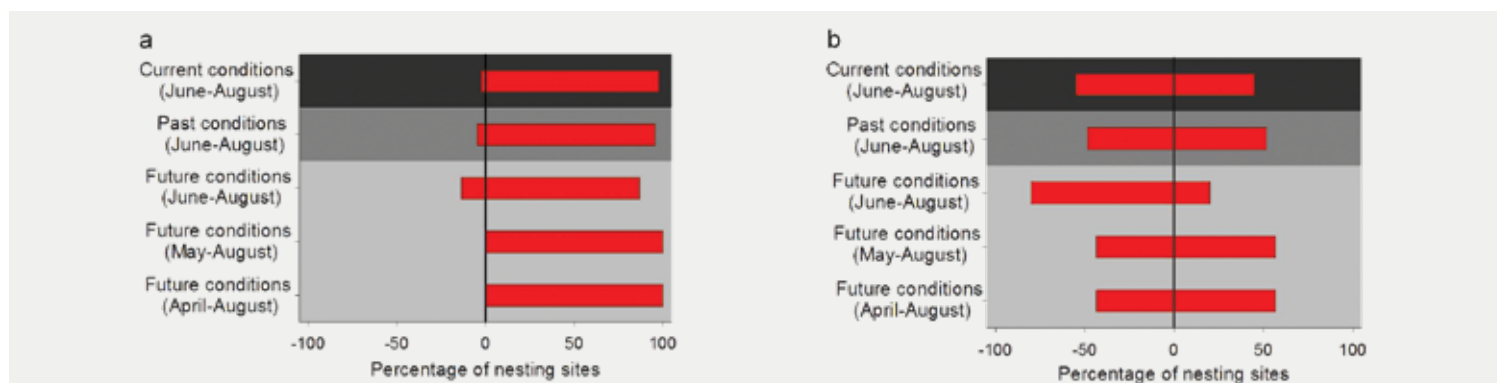 a
Current conditions
(June-August)
Past conditions
(June-August)
Future conditions
(June-August)
Future conditions
(May-August)
Future conditions
(April-August)
-100 -50 0 50 100
Percentage of nesting sites
b
Current conditions
(June-August)
Past conditions
(June-August)
Future conditions
(June-August)
Future conditions
(May-August)
Future conditions
(April-August)
-100 -50 0 50 100
Percentage of nesting sites